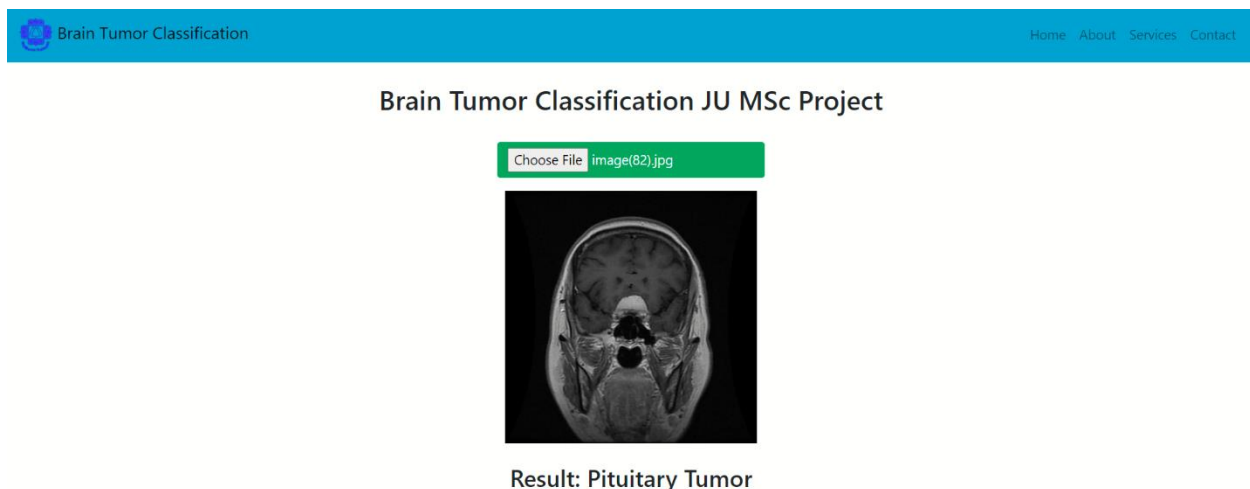 Brain Tumor Classification
Home About Services Contact
Brain Tumor Classification JU MSc Project
Choose File image(82).jpg
Result: Pituitary Tumor